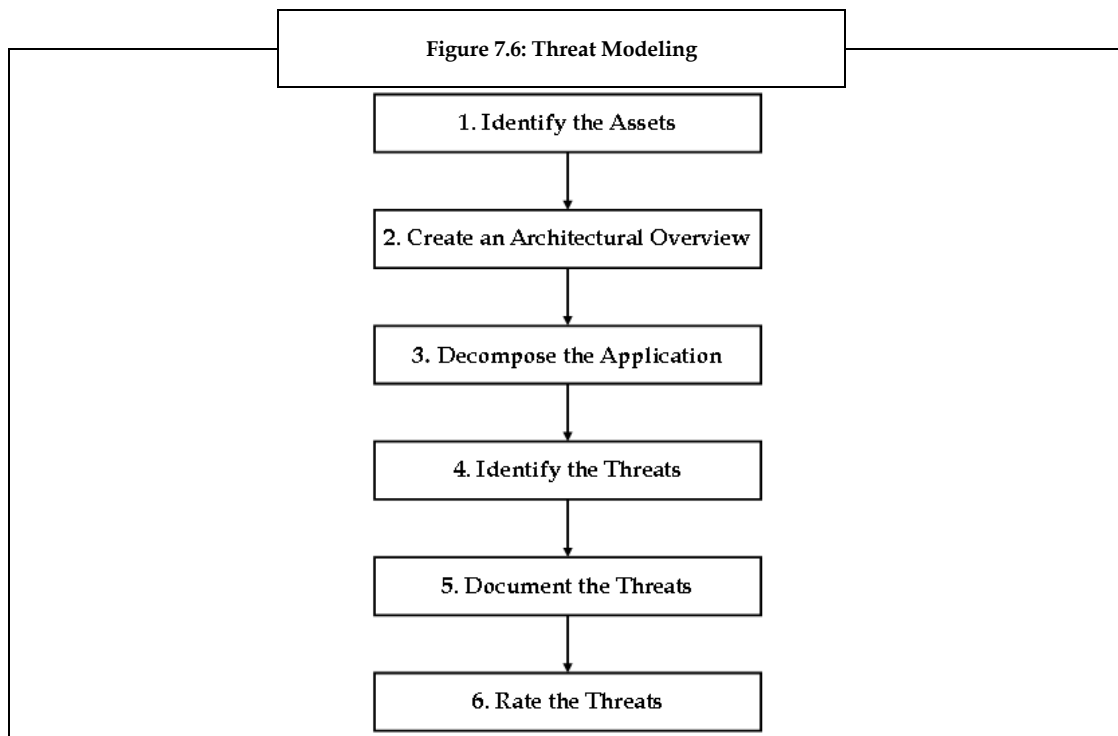 Figure 7.6: Threat Modeling
1. Identify the Assets
2. Create an Architectural Overview
3. Decompose the Application
4. Identify the Threats
5. Document the Threats
6. Rate the Threats